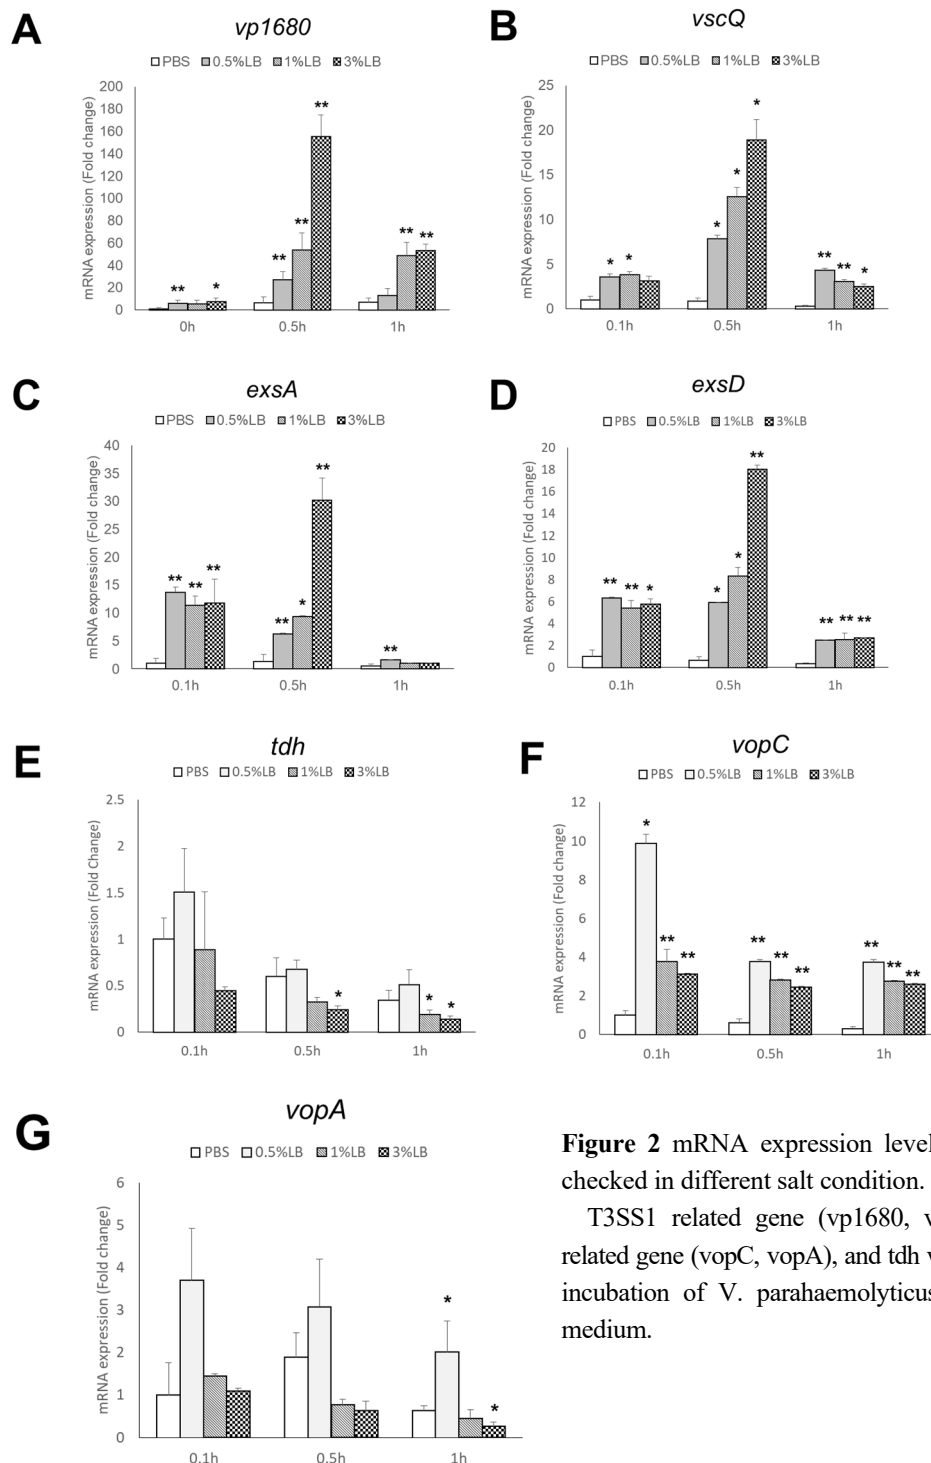 A
vp1680
PBS 0.5%LB 1%LB 3%LB
mRNA expression (Fold change)
200
180
160
140
120
100
80
60
40
20
0
** *
** ** **
** **
0h 0.5h 1h
B
vscQ
PBS 0.5%LB 1%LB 3%LB
mRNA expression (Fold change)
25
20
15
10
5
0
* *
* * *
** ** *
0.1h 0.5h 1h
C
exsA
PBS 0.5%LB 1%LB 3%LB
mRNA expression (Fold change)
40
35
30
25
20
15
10
5
0
** ** **
** * **
**
0.1h 0.5h 1h
D
exsD
PBS 0.5%LB 1%LB 3%LB
mRNA expression (Fold change)
20
18
16
14
12
10
8
6
4
2
0
** ** *
* * **
** ** **
0.1h 0.5h 1h
E
tdh
PBS 0.5%LB 1%LB 3%LB
mRNA expression (Fold Change)
2.5
2
1.5
1
0.5
0
*
* *
0.1h 0.5h 1h
F
vopC
PBS 0.5%LB 1%LB 3%LB
mRNA expression (Fold change)
12
10
8
6
4
2
0
* ** **
** ** **
** ** **
0.1h 0.5h 1h
G
vopA
PBS 0.5%LB 1%LB 3%LB
mRNA expression (Fold change)
6
5
4
3
2
1
0
* *
0.1h 0.5h 1h
Figure 2 mRNA expression level
checked in different salt condition.
T3SS1 related gene (vp1680, v
related gene (vopC, vopA), and tdh
incubation of V. parahaemolyticus
medium.